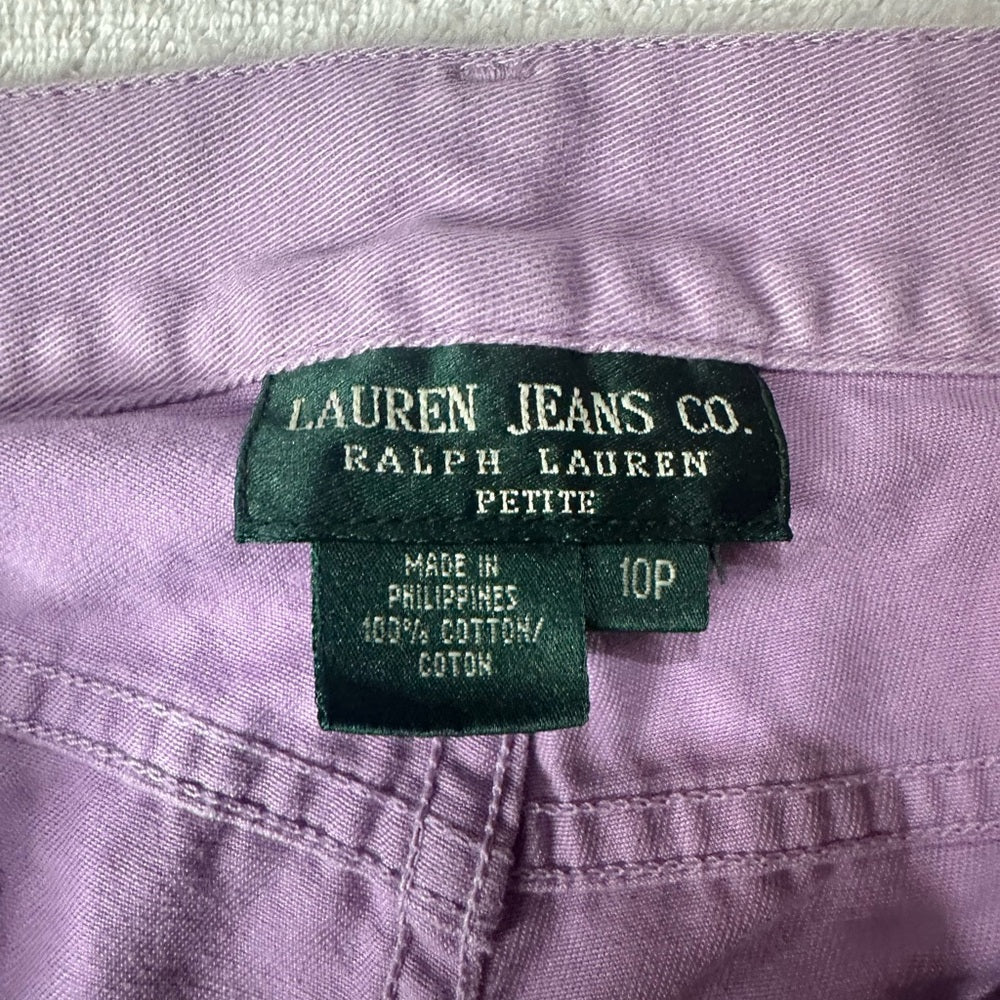 LAUREN JEANS CO.
RALPH LAUREN
PETITE
MADE IN
PHILIPPINES
100% COTTON/
COTON
10P